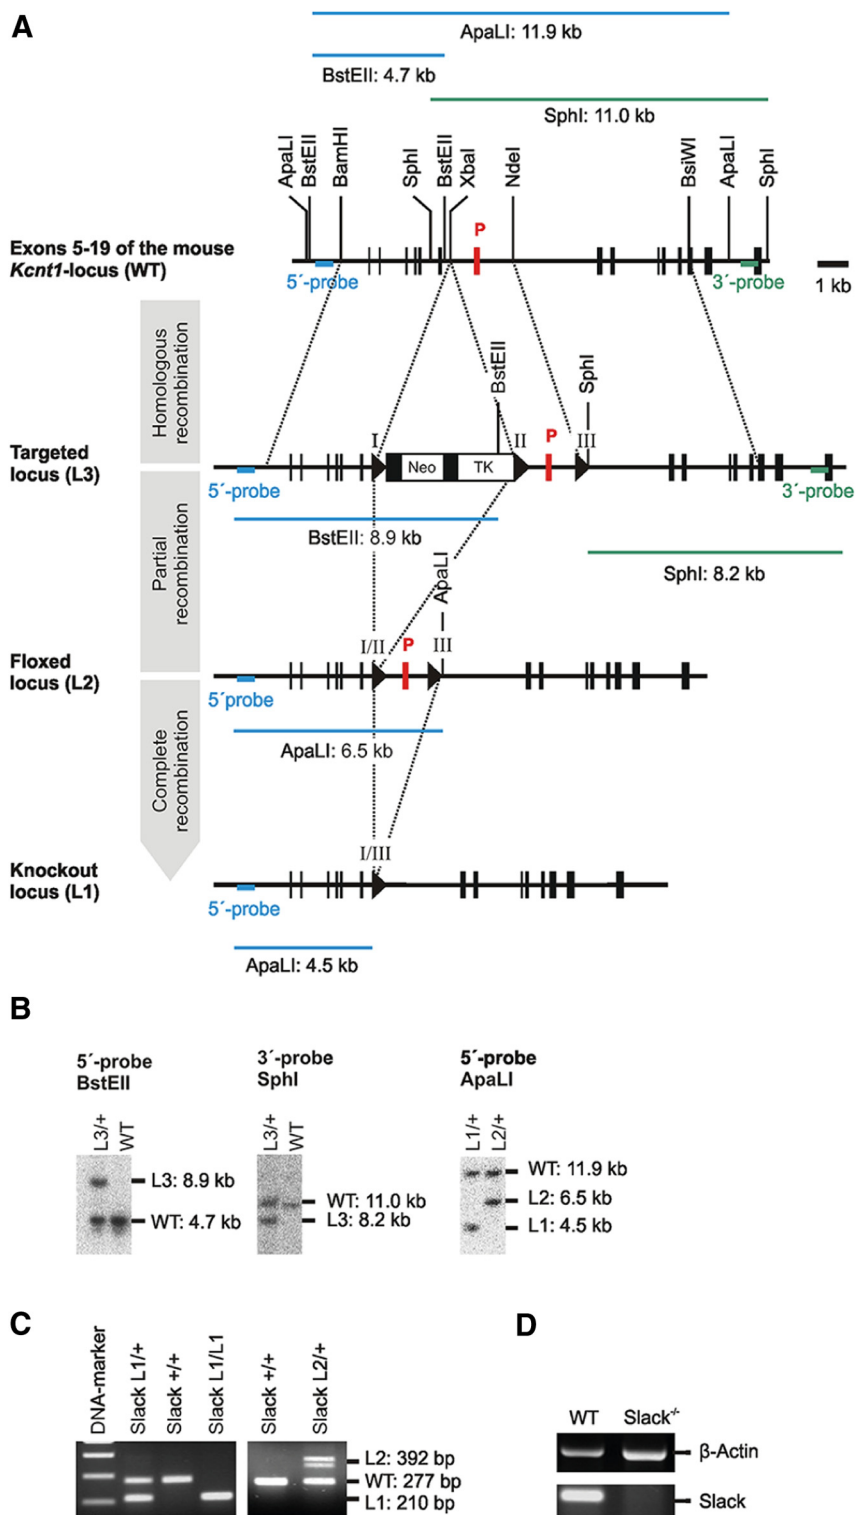 A
ApaLI: 11.9 kb
BstEII: 4.7 kb
SphI: 11.0 kb
ApaLI
BstEII
BamHI
SphI
BstEII
XbaI
NdeI
BsiWI
ApaLI
SphI
P
Exons 5-19 of the mouse
Kcnt1-locus (WT)
5´-probe
3´-probe
1 kb
Homologous
recombination
BstEII
SphI
I
II
P
III
Targeted
locus (L3)
Neo
TK
5´-probe
3´-probe
BstEII: 8.9 kb
SphI: 8.2 kb
Partial
recombination
ApaLI
I/II
P
III
Floxed
locus (L2)
5´probe
ApaLI: 6.5 kb
Complete
recombination
I/III
Knockout
locus (L1)
5´-probe
ApaLI: 4.5 kb
B
5´-probe
BstEII
L3/+
WT
L3: 8.9 kb
WT: 4.7 kb
3´-probe
SphI
L3/+
WT
WT: 11.0 kb
L3: 8.2 kb
5´-probe
ApaLI
L1/+
L2/+
WT: 11.9 kb
L2: 6.5 kb
L1: 4.5 kb
C
DNA-marker
Slack L1/+
Slack +/+
Slack L1/L1
Slack +/+
Slack L2/+
L2: 392 bp
WT: 277 bp
L1: 210 bp
D
WT
Slack-/-
β-Actin
Slack